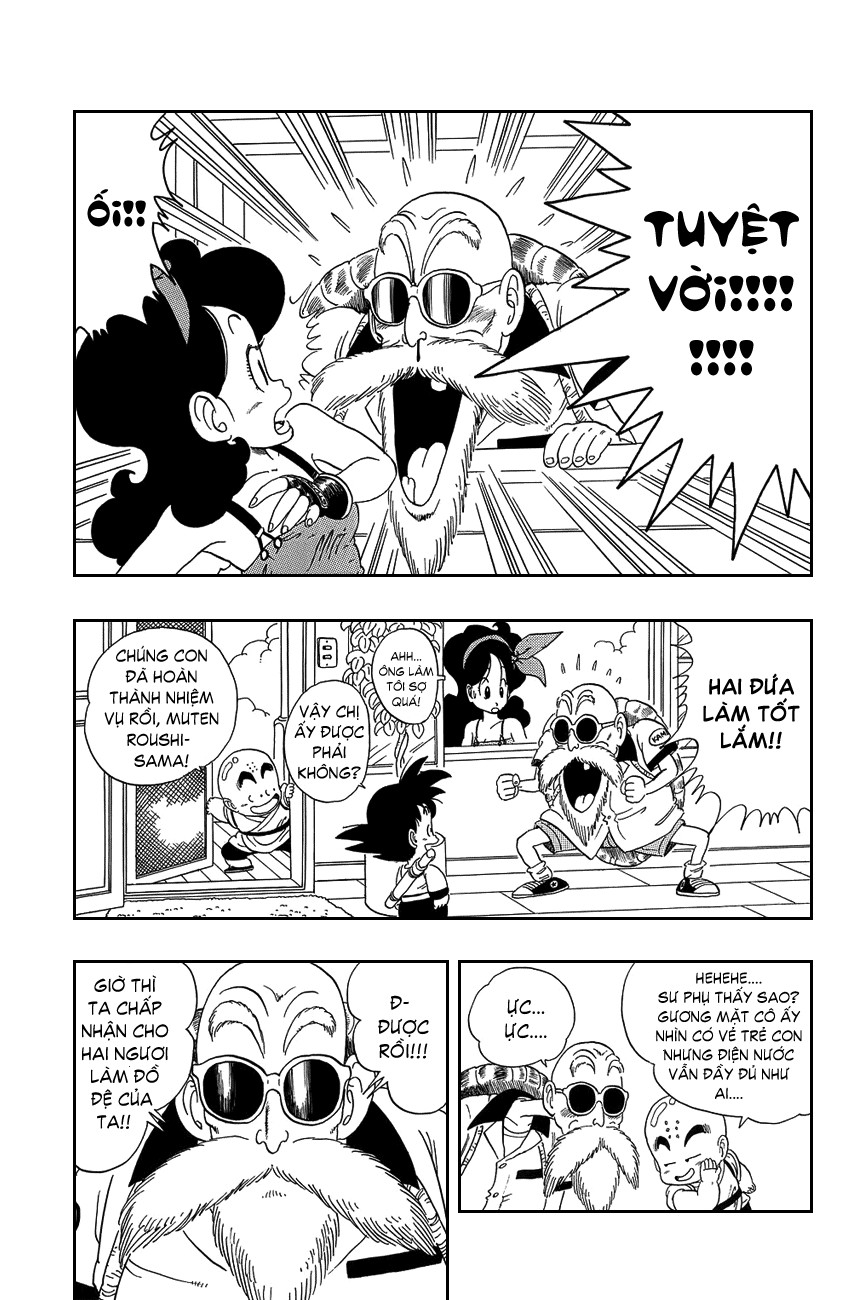 TUYỆT
VỜI!!!!
!!!!
ỐI!!
HAI ĐỨA
LÀM TỐT
LẮM!!
AHH...
ÔNG LÀM
TÔI SỢ
QUÁ!
VẬY CHỊ
ẤY ĐƯỢC
PHẢI
KHÔNG?
CHÚNG CON
ĐÃ HOÀN
THÀNH NHIỆM
VỤ RỒI, MUTEN
ROUSHI-
SAMA!
HEHEHE....
SƯ PHỤ THẤY SAO?
GƯƠNG MẶT CÔ ẤY
NHÌN CÓ VẺ TRẺ CON
NHƯNG ĐIỆN NƯỚC
VẪN ĐẦY ĐỦ NHƯ
AI....
ỰC...
ỰC....
Đ-
ĐƯỢC
RỒI!!!
GIỜ THÌ
TA CHẤP
NHẬN CHO
HAI NGƯƠI
LÀM ĐỒ
ĐỆ CỦA
TA!!